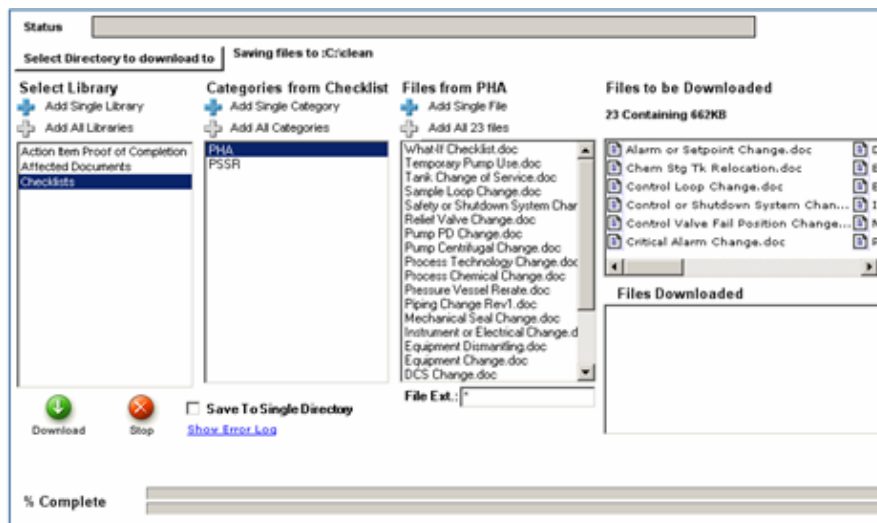 Status
Select Directory to download to
Saving files to :C:\clean
Select Library
Add Single Library
Add All Libraries
Action Item Proof of Completion
Affected Documents
Checklists
Categories from Checklist
Add Single Category
Add All Categories
PHA
PSSR
Files from PHA
Add Single File
Add All 23 files
What-If Checklist.doc
Temporary Pump Use.doc
Tank Change of Service.doc
Sample Loop Change.doc
Safety or Shutdown System Char
Relief Valve Change.doc
Pump PD Change.doc
Pump Centrifugal Change.doc
Process Technology Change.doc
Process Chemical Change.doc
Pressure Vessel Rerate.doc
Piping Change Rev1.doc
Mechanical Seal Change.doc
Instrument or Electrical Change.d
Equipment Dismantling.doc
Equipment Change.doc
DCS Change.doc
File Ext.: *
Files to be Downloaded
23 Containing 662KB
Alarm or Setpoint Change.doc
Chem Stg Tk Relocation.doc
Control Loop Change.doc
Control or Shutdown System Chan...
Control Valve Fail Position Change...
Critical Alarm Change.doc
Files Downloaded
Download
Stop
Save To Single Directory
Show Error Log
% Complete